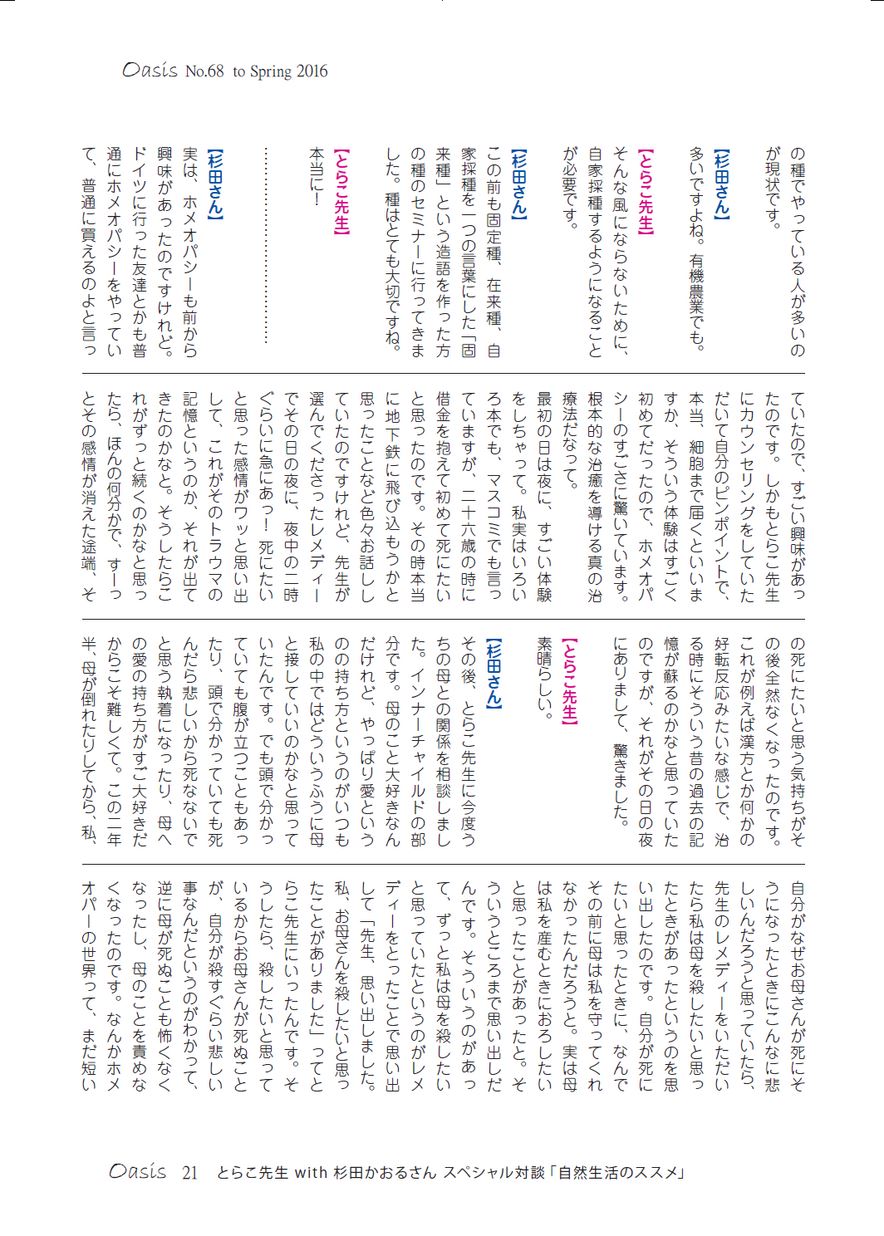 Oasis No.68 to Spring 2016
の種でやっている人が多いの
が現状です。
【杉田さん】
多いですよね。有機農業でも。
【とらこ先生】
そんな風にならないために、
自家採種するようになること
が必要です。
【杉田さん】
この前も固定種、在来種、自
家採種を一つの言葉にした「固
来種」という造語を作った方
の種のセミナーに行ってきま
した。種はとても大切ですね。
【とらこ先生】
本当に！
……………………………………
【杉田さん】
実は、ホメオパシーも前から
興味があったのですけれど。
ドイツに行った友達とかも普
通にホメオパシーをやってい
て、普通に買えるのよと言っ
ていたので、すごい興味があっ
たのです。しかもとらこ先生
にカウンセリングをしていた
だいて自分のピンポイントで、
本当、細胞まで届くといいま
すか、そういう体験はすごく
初めてだったので、ホメオパ
シーのすごさに驚いています。
根本的な治癒を導ける真の治
療法だなって。
最初の日は夜に、すごい体験
をしちゃって。私実はいろい
ろ本でも、マスコミでも言っ
ていますが、二十六歳の時に
借金を抱えて初めて死にたい
と思ったのです。その時本当
に地下鉄に飛び込もうかと
思ったことなど色々お話しし
ていたのですけれど、先生が
選んでくださったレメディー
でその日の夜に、夜中の二時
ぐらいに急にあっ！ 死にたい
と思った感情がワッと思い出
して、これがそのトラウマの
記憶というのか、それが出て
きたのかなと。そうしたらこ
れがずっと続くのかなと思っ
たら、ほんの何分かで、すーっ
とその感情が消えた途端、そ
の死にたいと思う気持ちがそ
の後全然なくなったのです。
これが例えば漢方とか何かの
好転反応みたいな感じで、治
る時にそういう昔の過去の記
憶が蘇るのかなと思っていた
のですが、それがその日の夜
にありまして、驚きました。
【とらこ先生】
素晴らしい。
【杉田さん】
その後、とらこ先生に今度う
ちの母との関係を相談しまし
た。インナーチャイルドの部
分です。母のこと大好きなん
だけれど、やっぱり愛という
のの持ち方というのがいつも
私の中ではどういうふうに母
と接していいのかなと思って
いたんです。でも頭で分かっ
ていても腹が立つこともあっ
たり、頭で分かっていても死
んだら悲しいから死なないで
と思う執着になったり、母へ
の愛の持ち方がすご大好きだ
からこそ難しくて。この二年
半、母が倒れたりしてから、私、
自分がなぜお母さんが死にそ
うになったときにこんなに悲
しいんだろうと思っていたら、
先生のレメディーをいただい
たら私は母を殺したいと思っ
たときがあったというのを思
い出したのです。自分が死に
たいと思ったときに、なんで
その前に母は私を守ってくれ
なかったんだろうと。実は母
は私を産むときにおろしたい
と思ったことがあったと。そ
ういうところまで思い出しだ
んです。そういうのがあっ
て、ずっと私は母を殺したい
と思っていたというのがレメ
ディーをとったことで思い出
して「先生、思い出しました。
私、お母さんを殺したいと思っ
たことがありました」ってと
らこ先生にいったんです。そ
うしたら、殺したいと思って
いるからお母さんが死ぬこと
が、自分が殺すぐらい悲しい
事なんだというのがわかって、
逆に母が死ぬことも怖くなく
なったし、母のことを責めな
くなったのです。なんかホメ
オパーの世界って、まだ短い
Oasis 21 とらこ先生 with 杉田かおるさん スペシャル対談「自然生活のススメ」